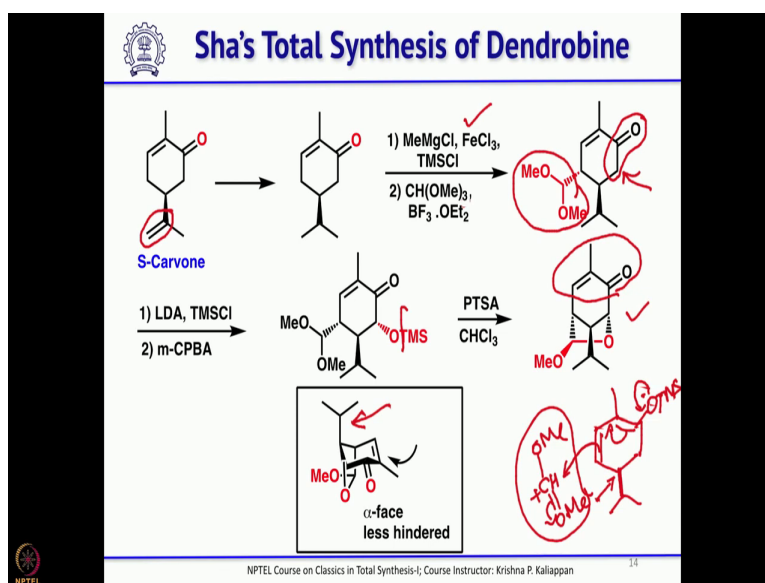 Sha's Total Synthesis of Dendrobine
O
S-Carvone
O
1) MeMgCl, FeCl3,
TMSCl
2) CH(OMe)3,
BF3 .OEt2
O
MeO
OMe
1) LDA, TMSCl
2) m-CPBA
O
MeO
OTMS
OMe
PTSA
CHCl3
O
O
MeO
MeO
O
O
α-face
less hindered
OTMS
OMe
+CH
OMe
NPTEL
NPTEL Course on Classics in Total Synthesis-I; Course Instructor: Krishna P. Kaliappan
14